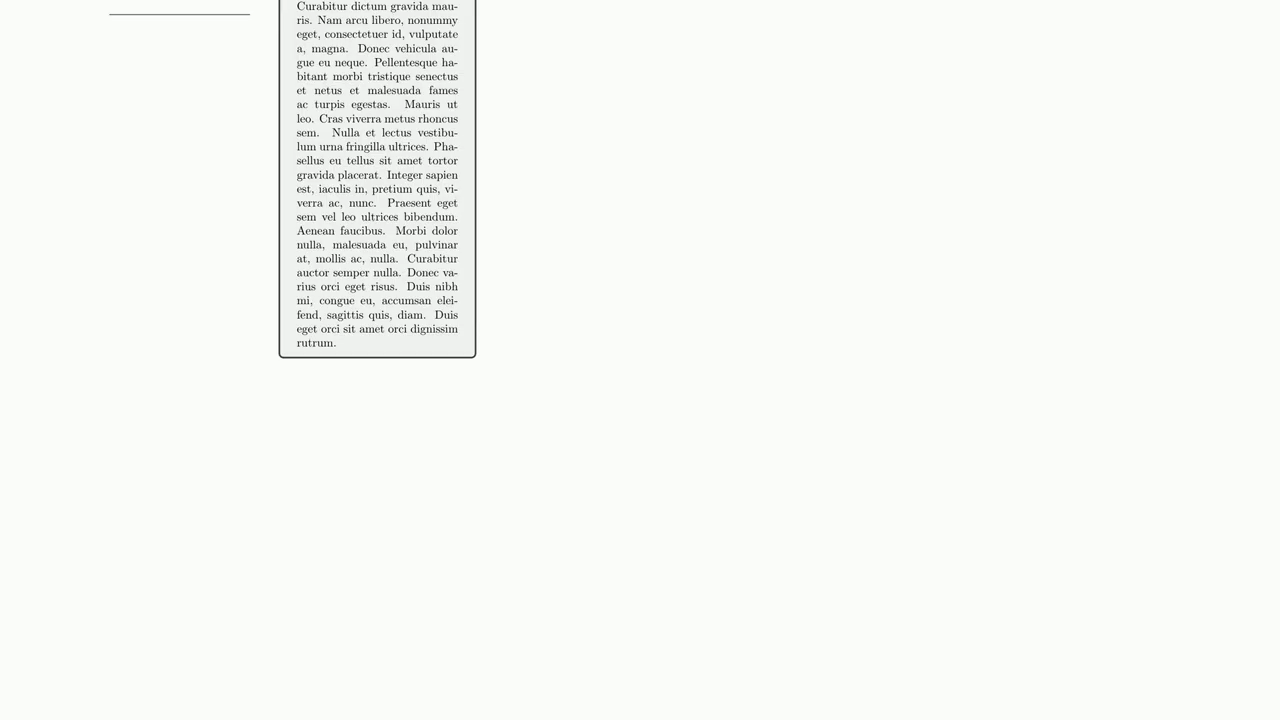 Curabitur dictum gravida mau-
ris. Nam arcu libero, nonummy
eget, consectetuer id, vulputate
a, magna. Donec vehicula au-
gue eu neque. Pellentesque ha-
bitant morbi tristique senectus
et netus et malesuada fames
ac turpis egestas. Mauris ut
leo. Cras viverra metus rhoncus
sem. Nulla et lectus vestibu-
lum urna fringilla ultrices. Pha-
sellus eu tellus sit amet tortor
gravida placerat. Integer sapien
est, iaculis in, pretium quis, vi-
verra ac, nunc. Praesent eget
sem vel leo ultrices bibendum.
Aenean faucibus. Morbi dolor
nulla, malesuada eu, pulvinar
at, mollis ac, nulla. Curabitur
auctor semper nulla. Donec va-
rius orci eget risus. Duis nibh
mi, congue eu, accumsan elei-
fend, sagittis quis, diam. Duis
eget orci sit amet orci dignissim
rutrum.